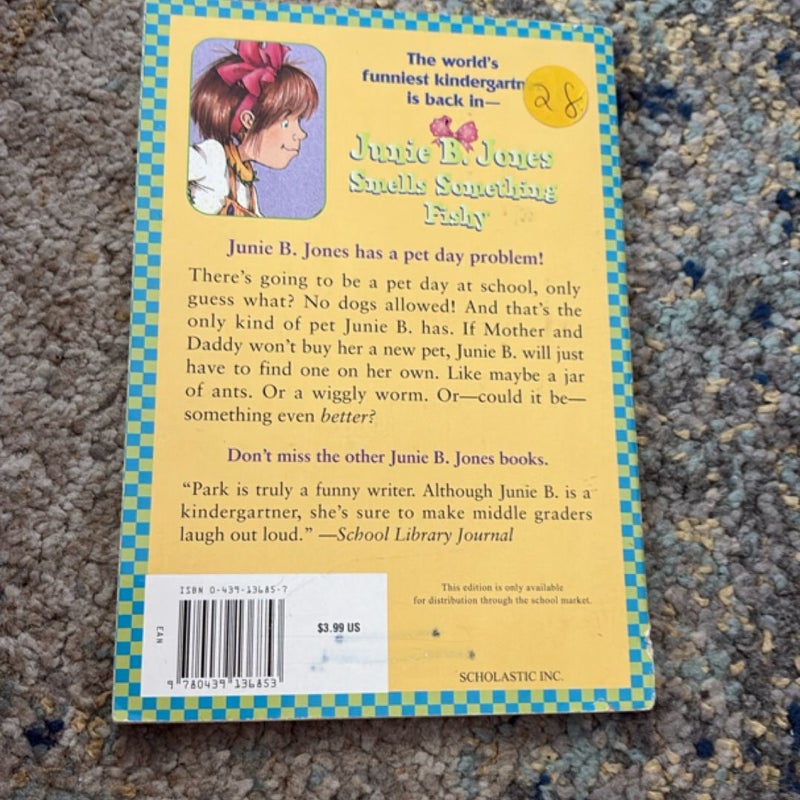 The world's
funniest kindergartn
is back in—
28
Junie B. Jones
Smells Something
Fishy
Junie B. Jones has a pet day problem!
There's going to be a pet day at school, only
guess what? No dogs allowed! And that's the
only kind of pet Junie B. has. If Mother and
Daddy won't buy her a new pet, Junie B. will just
have to find one on her own. Like maybe a jar
of ants. Or a wiggly worm. Or—could it be—
something even better?
Don't miss the other Junie B. Jones books.
"Park is truly a funny writer. Although Junie B. is a
kindergartner, she's sure to make middle graders
laugh out loud." —School Library Journal
ISBN 0-439-13685-7
EAN
9 780439 136853
$3.99 US
This edition is only available
for distribution through the school market.
SCHOLASTIC INC.